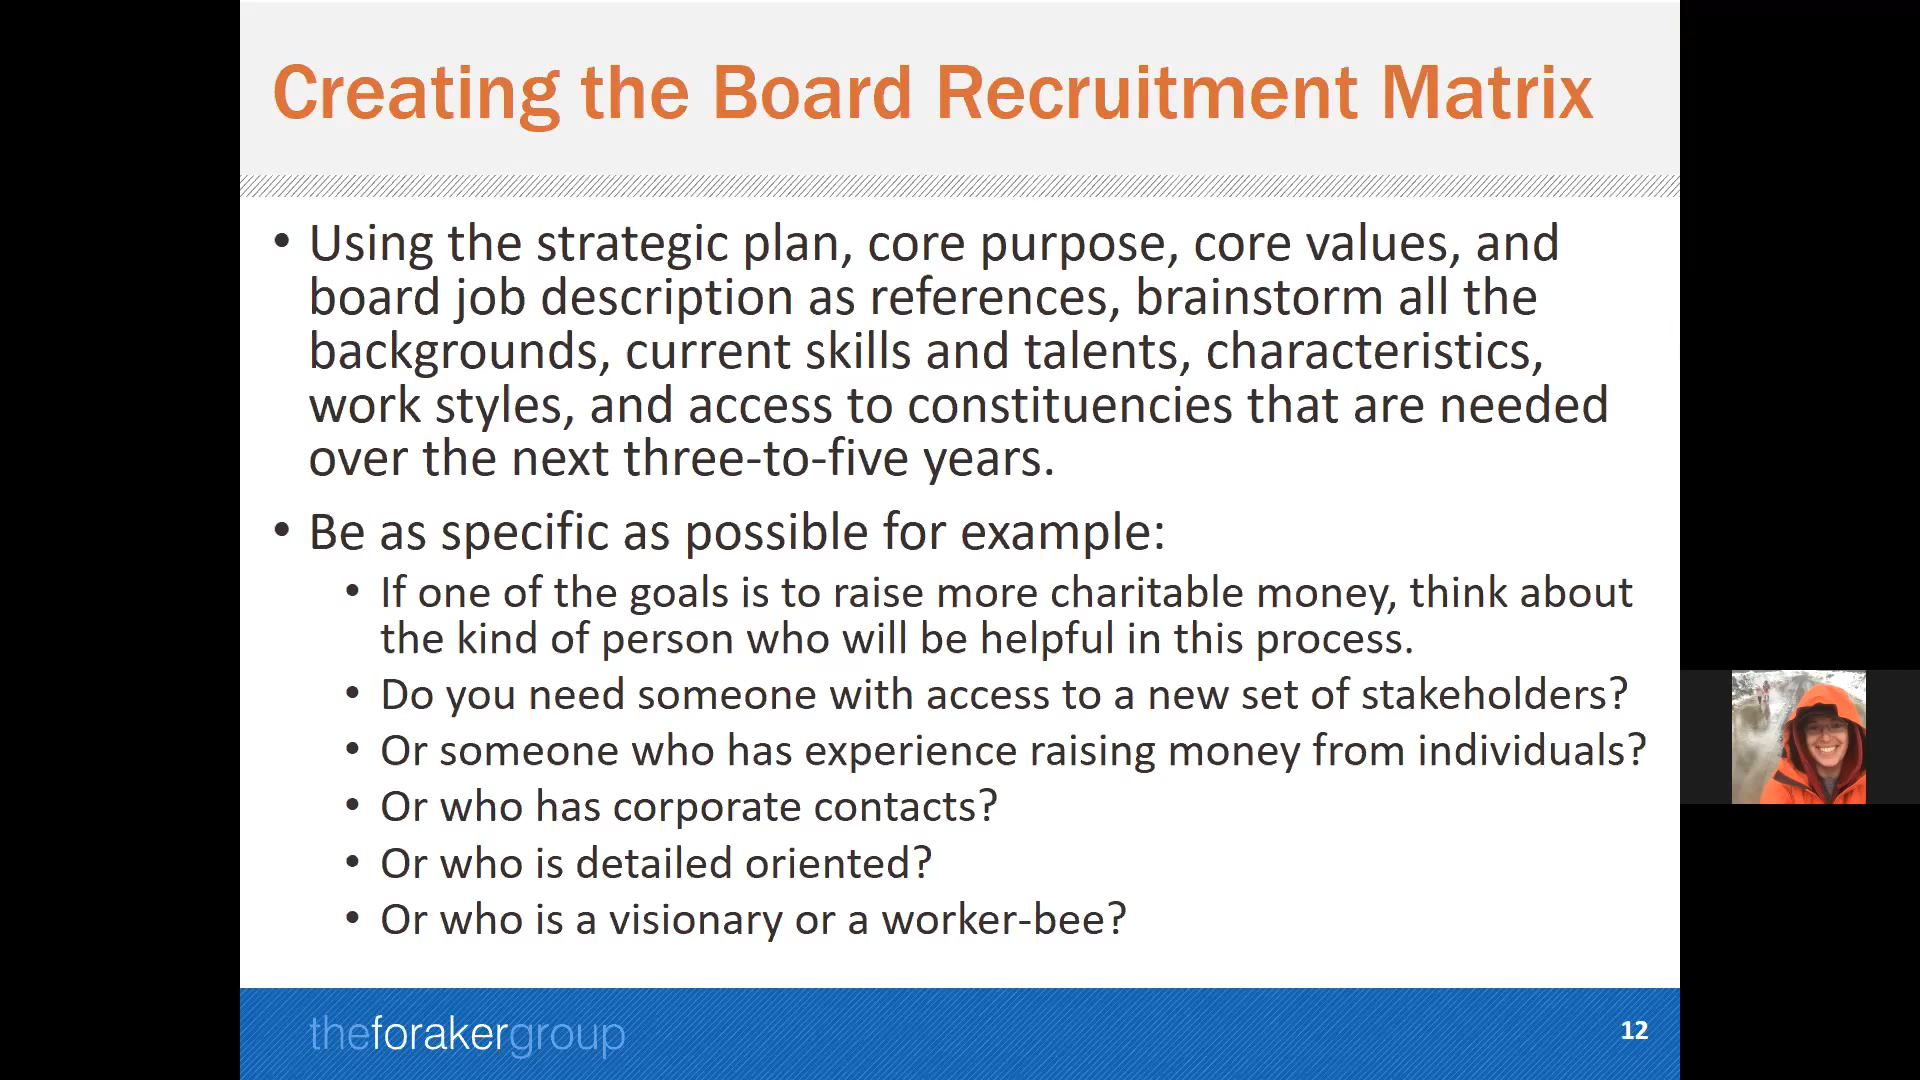 Creating the Board Recruitment Matrix
• Using the strategic plan, core purpose, core values, and
board job description as references, brainstorm all the
backgrounds, current skills and talents, characteristics,
work styles, and access to constituencies that are needed
over the next three-to-five years.
• Be as specific as possible for example:
• If one of the goals is to raise more charitable money, think about
the kind of person who will be helpful in this process.
• Do you need someone with access to a new set of stakeholders?
• Or someone who has experience raising money from individuals?
• Or who has corporate contacts?
• Or who is detailed oriented?
• Or who is a visionary or a worker-bee?
theforakergroup
12